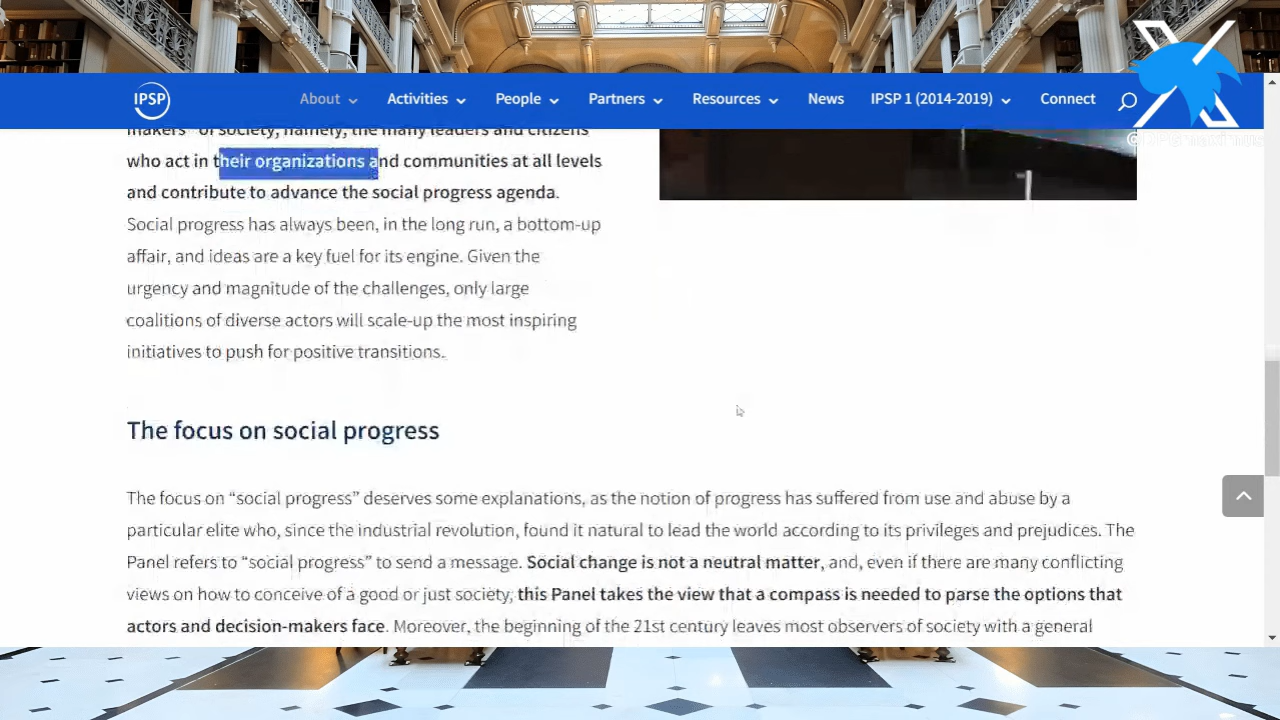 IPSP
About
Activities
People
Partners
Resources
News
IPSP 1 (2014-2019)
Connect
makers” of society, namely, the many leaders and citizens
who act in their organizations and communities at all levels
and contribute to advance the social progress agenda.
Social progress has always been, in the long run, a bottom-up
affair, and ideas are a key fuel for its engine. Given the
urgency and magnitude of the challenges, only large
coalitions of diverse actors will scale-up the most inspiring
initiatives to push for positive transitions.
The focus on social progress
The focus on “social progress” deserves some explanations, as the notion of progress has suffered from use and abuse by a
particular elite who, since the industrial revolution, found it natural to lead the world according to its privileges and prejudices. The
Panel refers to “social progress” to send a message. Social change is not a neutral matter, and, even if there are many conflicting
views on how to conceive of a good or just society, this Panel takes the view that a compass is needed to parse the options that
actors and decision-makers face. Moreover, the beginning of the 21st century leaves most observers of society with a general